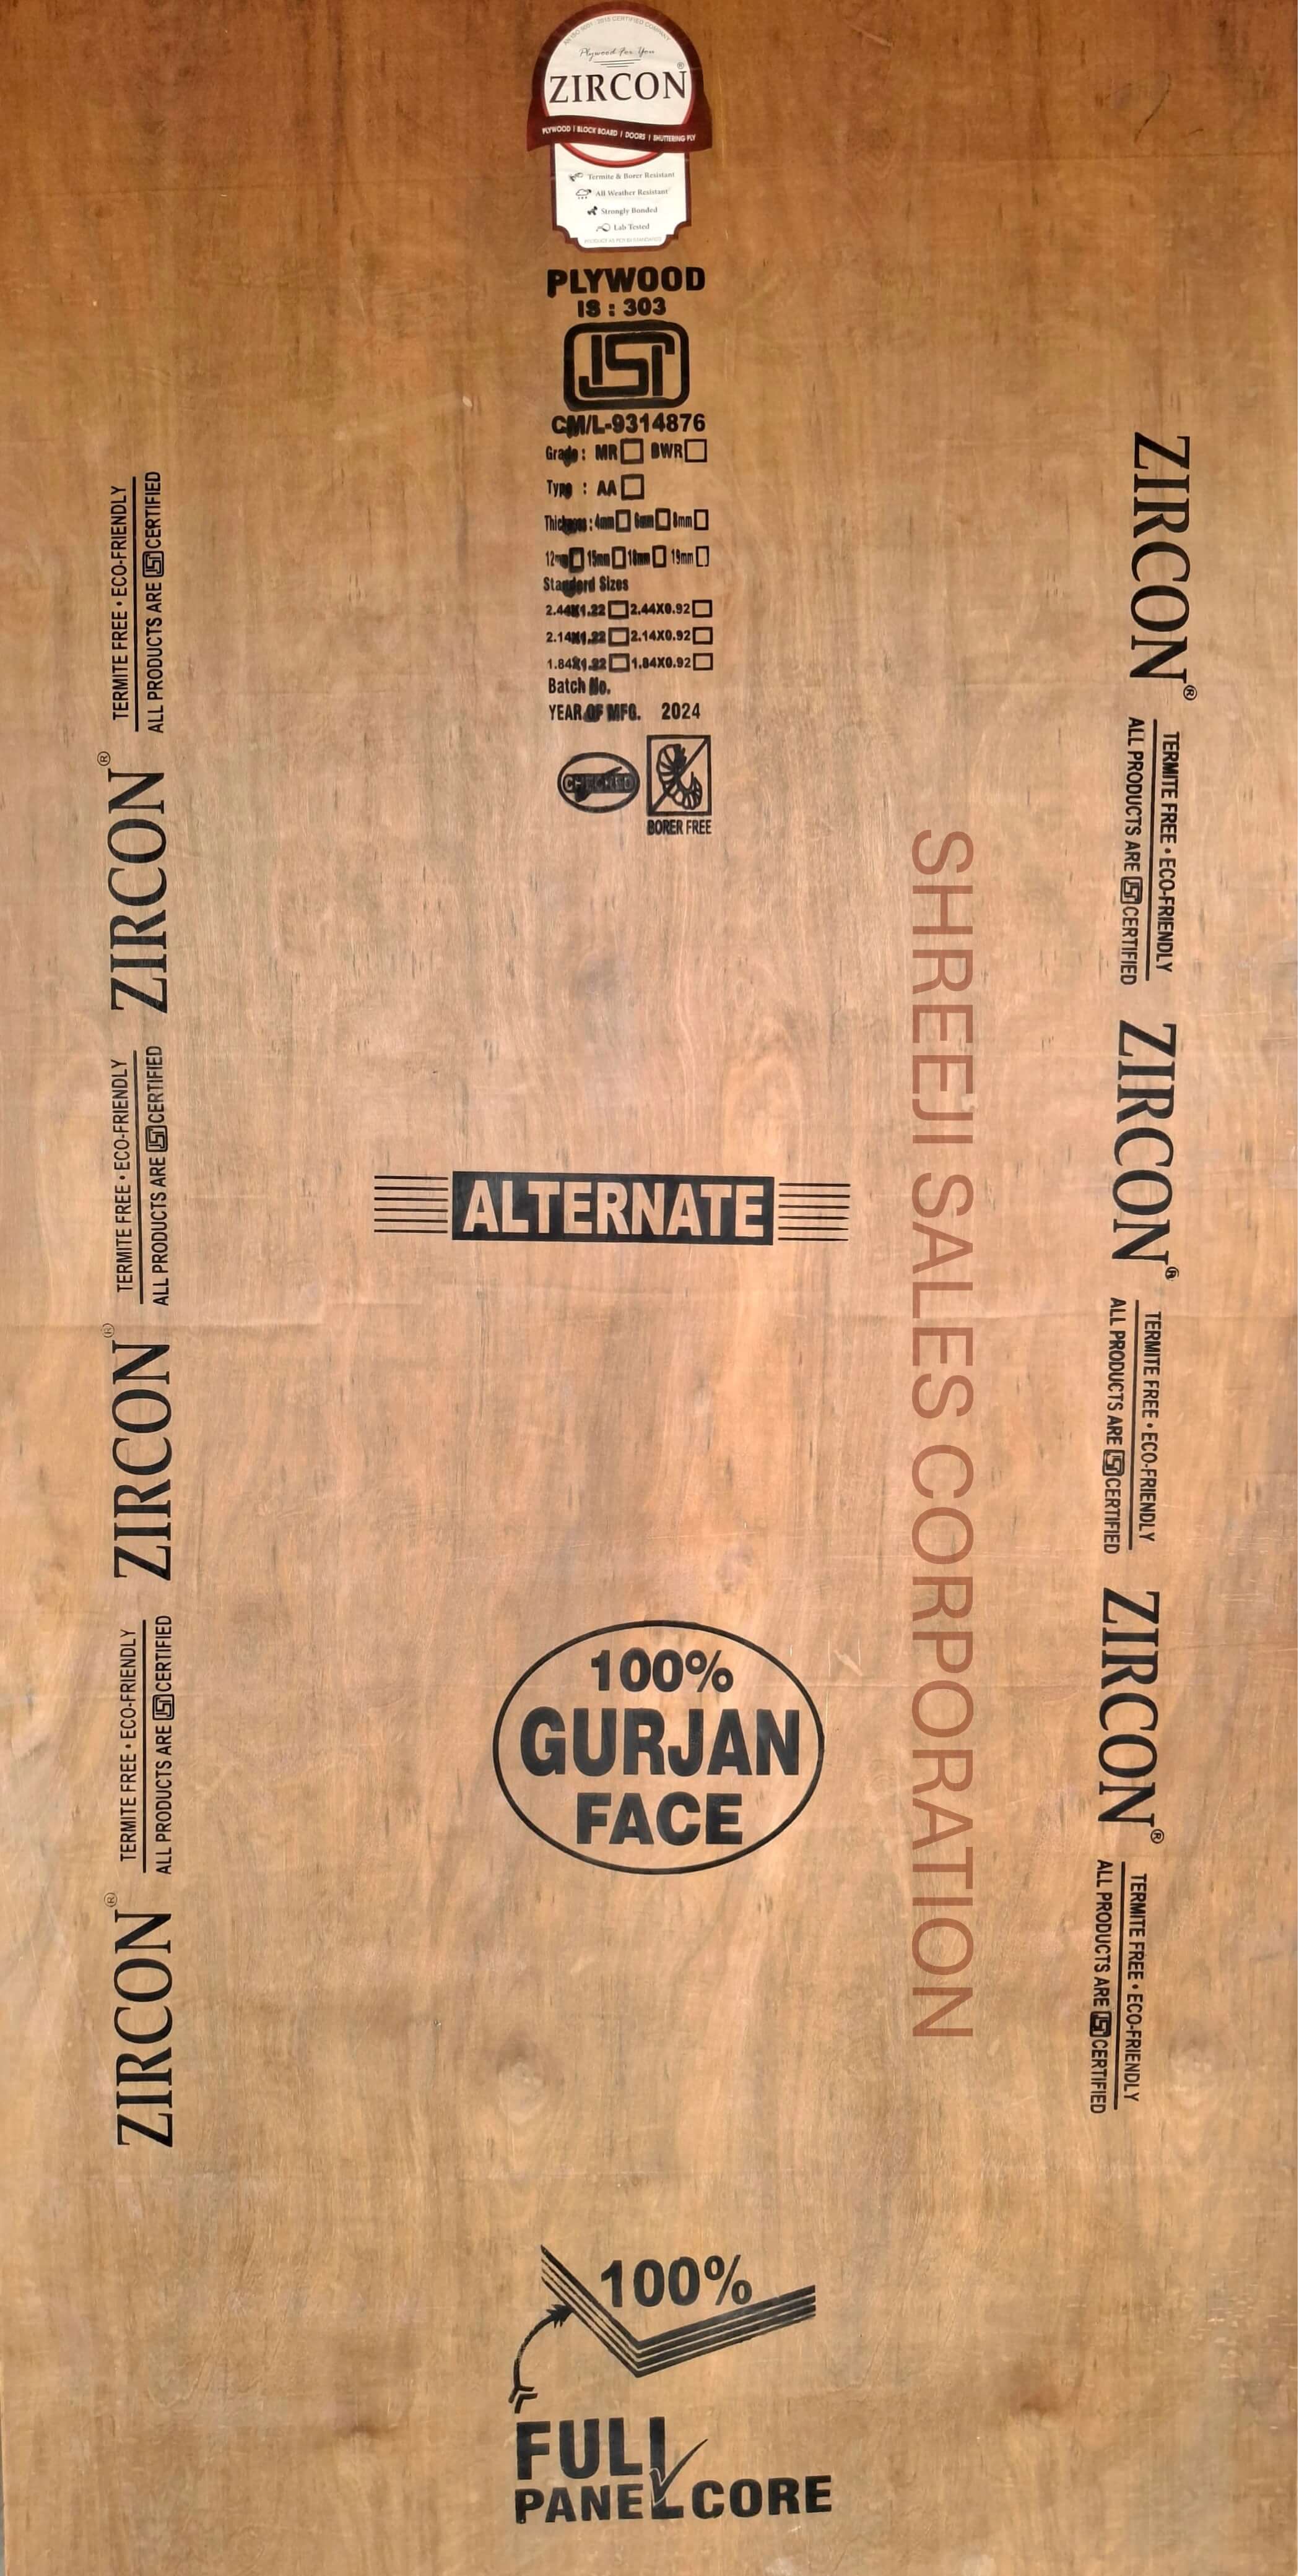 AN ISO 9001 : 2015 CERTIFIED COMPANY
Plywood For You
ZIRCON®
PLYWOOD | BLOCK BOARD | DOORS | SHUTTERING PLY
Termite & Borer Resistant
All Weather Resistant
Strongly Bonded
Lab Tested
PLYWOOD
IS : 303
ISI
CM/L-9314876
Grade : MR BWR
Type : AA
Thickness : 4mm 6mm 8mm
12mm 15mm 18mm 19mm
Standard Sizes
2.44X1.22 2.44X0.92
2.14X1.22 2.14X0.92
1.84X1.22 1.84X0.92
Batch No.
YEAR OF MFG. 2024
CHECKED
BORER FREE
TERMITE FREE • ECO-FRIENDLY
ALL PRODUCTS ARE ISI CERTIFIED
ZIRCON®
TERMITE FREE • ECO-FRIENDLY
ALL PRODUCTS ARE ISI CERTIFIED
ZIRCON®
TERMITE FREE • ECO-FRIENDLY
ALL PRODUCTS ARE ISI CERTIFIED
ZIRCON®
ALTERNATE
100%
GURJAN
FACE
100%
FULL
PANEL CORE
SHREEJI SALES CORPORATION
ZIRCON®
TERMITE FREE • ECO-FRIENDLY
ALL PRODUCTS ARE ISI CERTIFIED
ZIRCON®
TERMITE FREE • ECO-FRIENDLY
ALL PRODUCTS ARE ISI CERTIFIED
ZIRCON®
TERMITE FREE • ECO-FRIENDLY
ALL PRODUCTS ARE ISI CERTIFIED